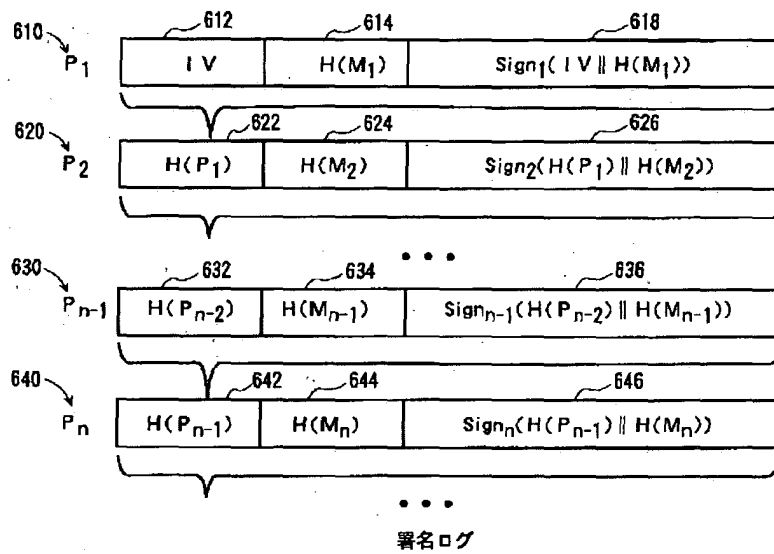 610 612 614 618
P₁ I V H(M₁) Sign₁( I V ‖ H(M₁))
620 622 624 626
P₂ H(P₁) H(M₂) Sign₂(H(P₁) ‖ H(M₂))
• • •
630 632 634 636
Pₙ₋₁ H(Pₙ₋₂) H(Mₙ₋₁) Signₙ₋₁(H(Pₙ₋₂) ‖ H(Mₙ₋₁))
640 642 644 646
Pₙ H(Pₙ₋₁) H(Mₙ) Signₙ(H(Pₙ₋₁) ‖ H(Mₙ))
• • •
署名ログ